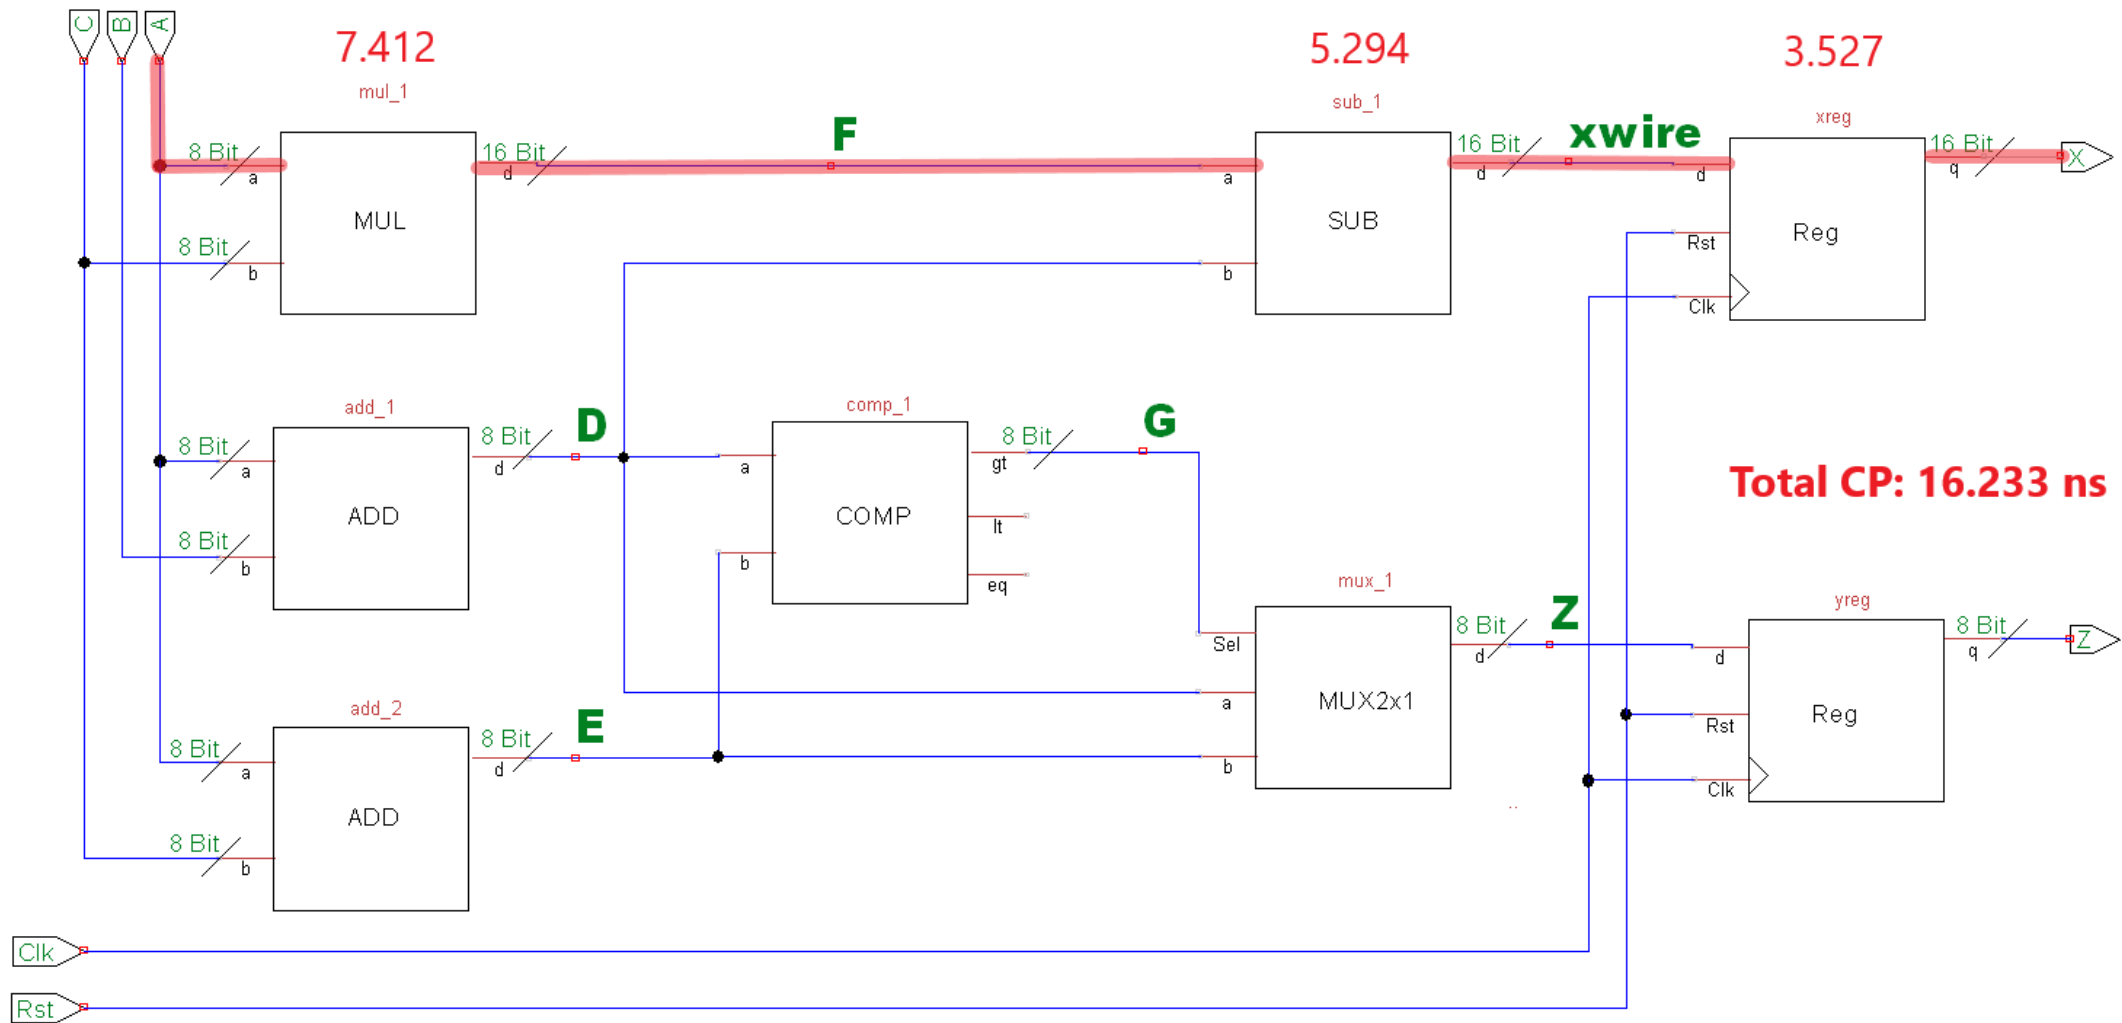 C B A
7.412 5.294 3.527
mul_1 sub_1 xreg
8 Bit 16 Bit F 16 Bit xwire 16 Bit
a d a d d q X
MUL SUB Reg
8 Bit Rst
b b Clk
add_1 comp_1
8 Bit 8 Bit D 8 Bit G
a d a gt
ADD COMP lt Total CP: 16.233 ns
8 Bit
b b eq
mux_1 yreg
8 Bit Z 8 Bit
Sel d d q Z
add_2 MUX2x1 Reg
8 Bit 8 Bit E a Rst
a d b Clk
ADD
8 Bit
b
Clk
Rst